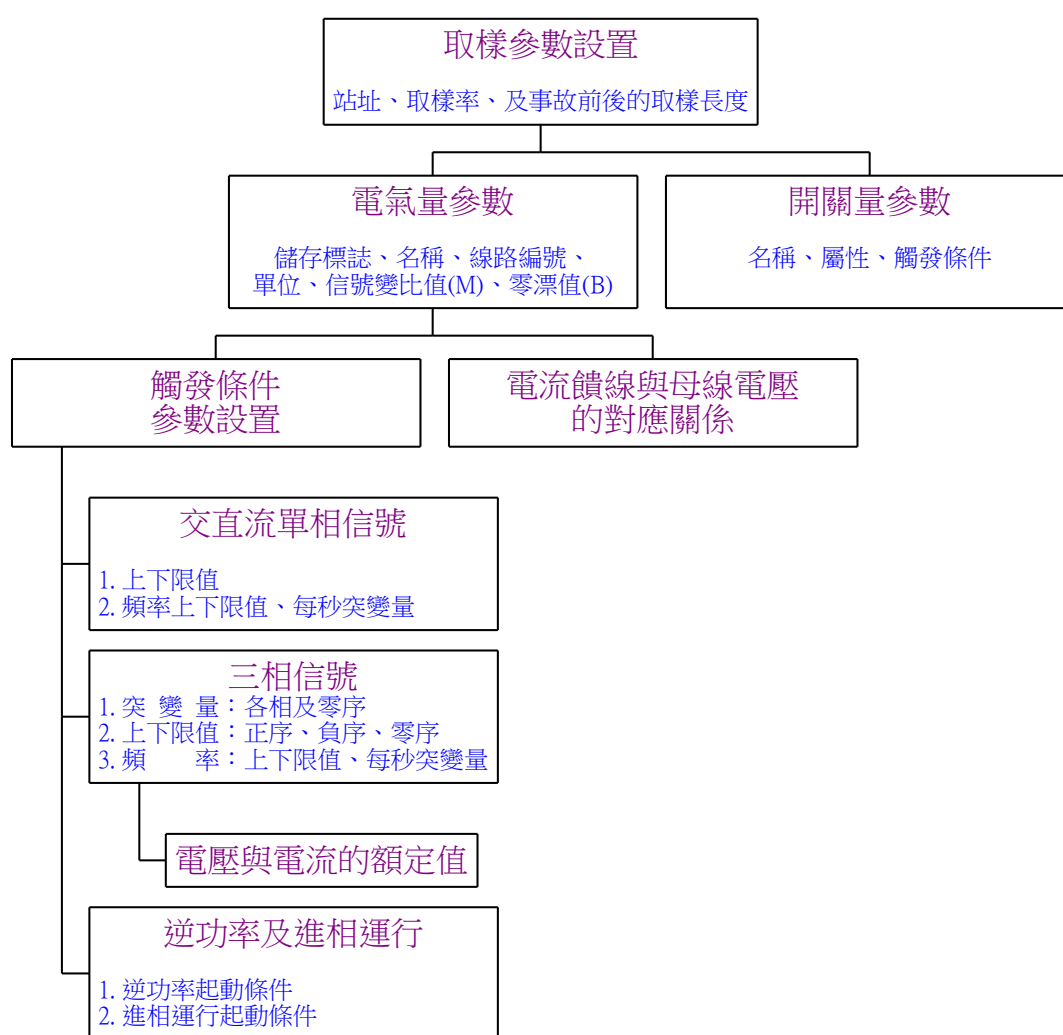 取樣參數設置
站址、取樣率、及事故前後的取樣長度
電氣量參數
儲存標誌、名稱、線路編號、
單位、信號變比值(M)、零漂值(B)
開關量參數
名稱、屬性、觸發條件
觸發條件
參數設置
電流饋線與母線電壓
的對應關係
交直流單相信號
1. 上下限值
2. 頻率上下限值、每秒突變量
三相信號
1. 突 變 量：各相及零序
2. 上下限值：正序、負序、零序
3. 頻　　率：上下限值、每秒突變量
電壓與電流的額定值
逆功率及進相運行
1. 逆功率起動條件
2. 進相運行起動條件